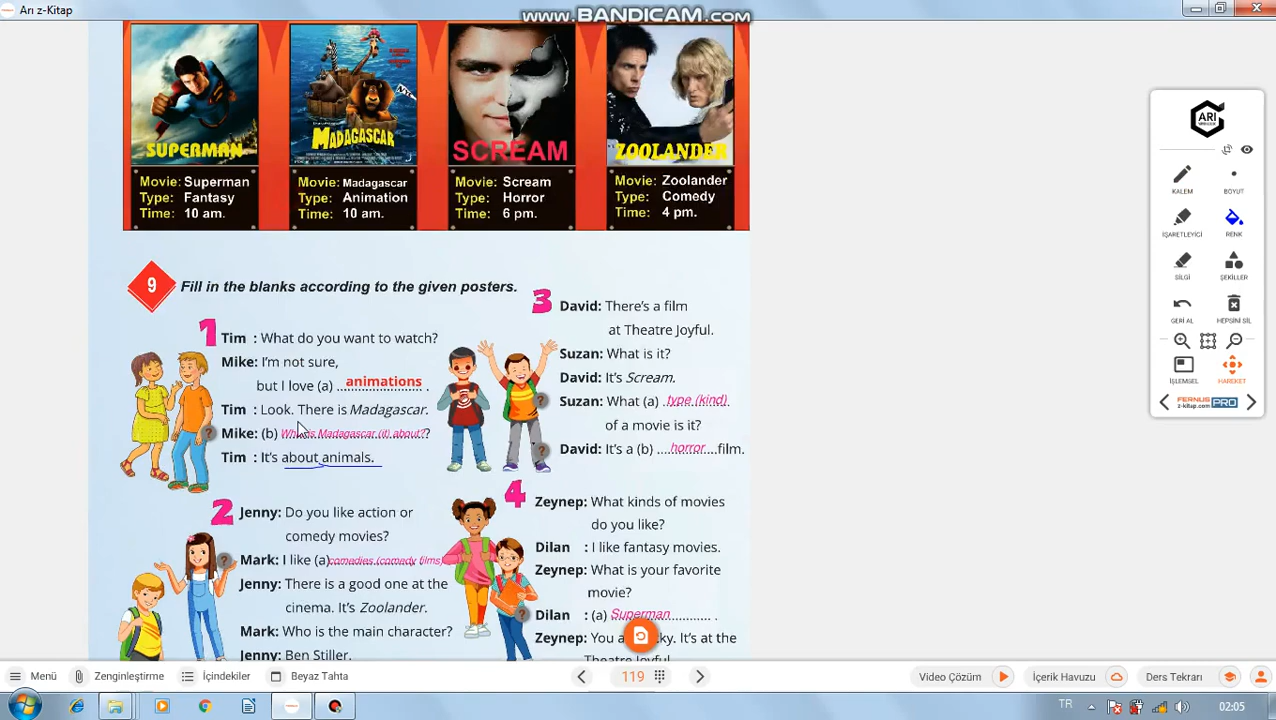 Arı z-Kitap
www.BANDICAM.com
SUPERMAN
MADAGASCAR
SCREAM
ZOOLANDER
Movie: Superman
Type: Fantasy
Time: 10 am.
Movie: Madagascar
Type: Animation
Time: 10 am.
Movie: Scream
Type: Horror
Time: 6 pm.
Movie: Zoolander
Type: Comedy
Time: 4 pm.
9 Fill in the blanks according to the given posters.
1
Tim : What do you want to watch?
Mike: I'm not sure,
but I love (a) animations .
Tim : Look. There is Madagascar.
Mike: (b) What is Madagascar (it) about? ?
Tim : It's about animals.
2
Jenny: Do you like action or
comedy movies?
Mark: I like (a) comedies (comedy films)
Jenny: There is a good one at the
cinema. It's Zoolander.
Mark: Who is the main character?
Jenny: Ben Stiller.
3
David: There's a film
at Theatre Joyful.
Suzan: What is it?
David: It's Scream.
Suzan: What (a) type (kind)
of a movie is it?
David: It's a (b) horror film.
4
Zeynep: What kinds of movies
do you like?
Dilan : I like fantasy movies.
Zeynep: What is your favorite
movie?
Dilan : (a) Superman .
Zeynep: You a ky. It's at the
Theatre Joyful.
ARI
KALEM
BOYUT
İŞARETLEYİCİ
RENK
SİLGİ
ŞEKİLLER
GERİ AL
HEPSİNİ SİL
İŞLEMSEL
HAREKET
FERNUS
z-kitap.com PRO
Menü
Zenginleştirme
İçindekiler
Beyaz Tahta
119
Video Çözüm
İçerik Havuzu
Ders Tekrarı
TR
02:05